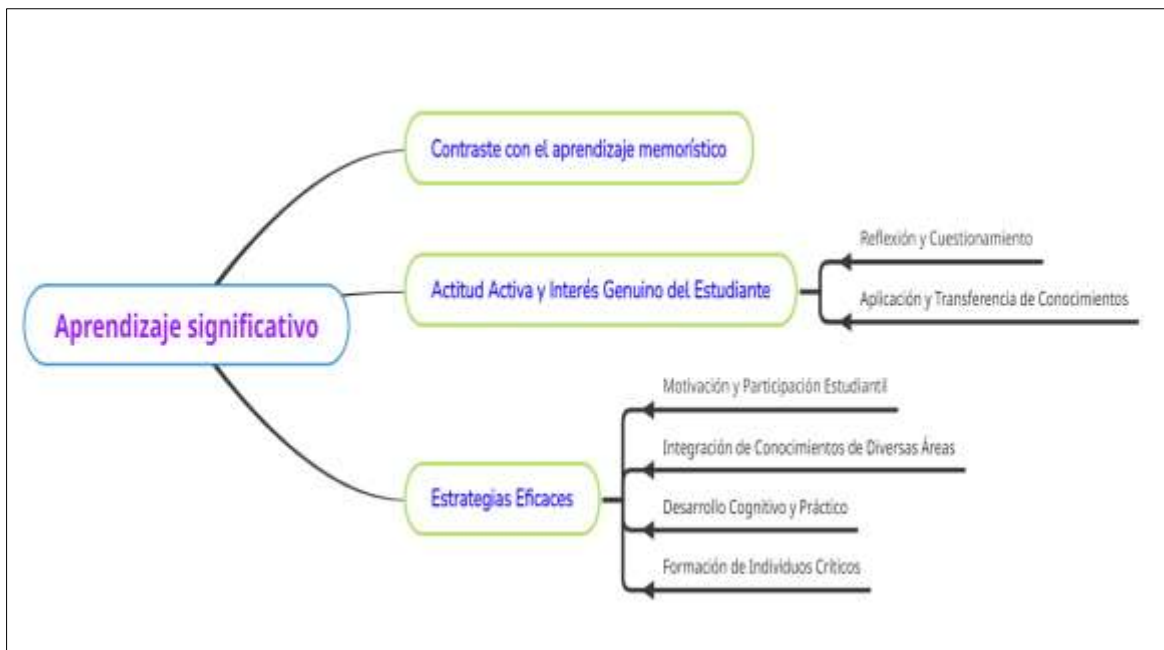 Contraste con el aprendizaje memorístico
Reflexión y Cuestionamiento
Actitud Activa y Interés Genuino del Estudiante
Aplicación y Transferencia de Conocimientos
Aprendizaje significativo
Motivación y Participación Estudiantil
Integración de Conocimientos de Diversas Áreas
Estrategias Eficaces
Desarrollo Cognitivo y Práctico
Formación de Individuos Críticos